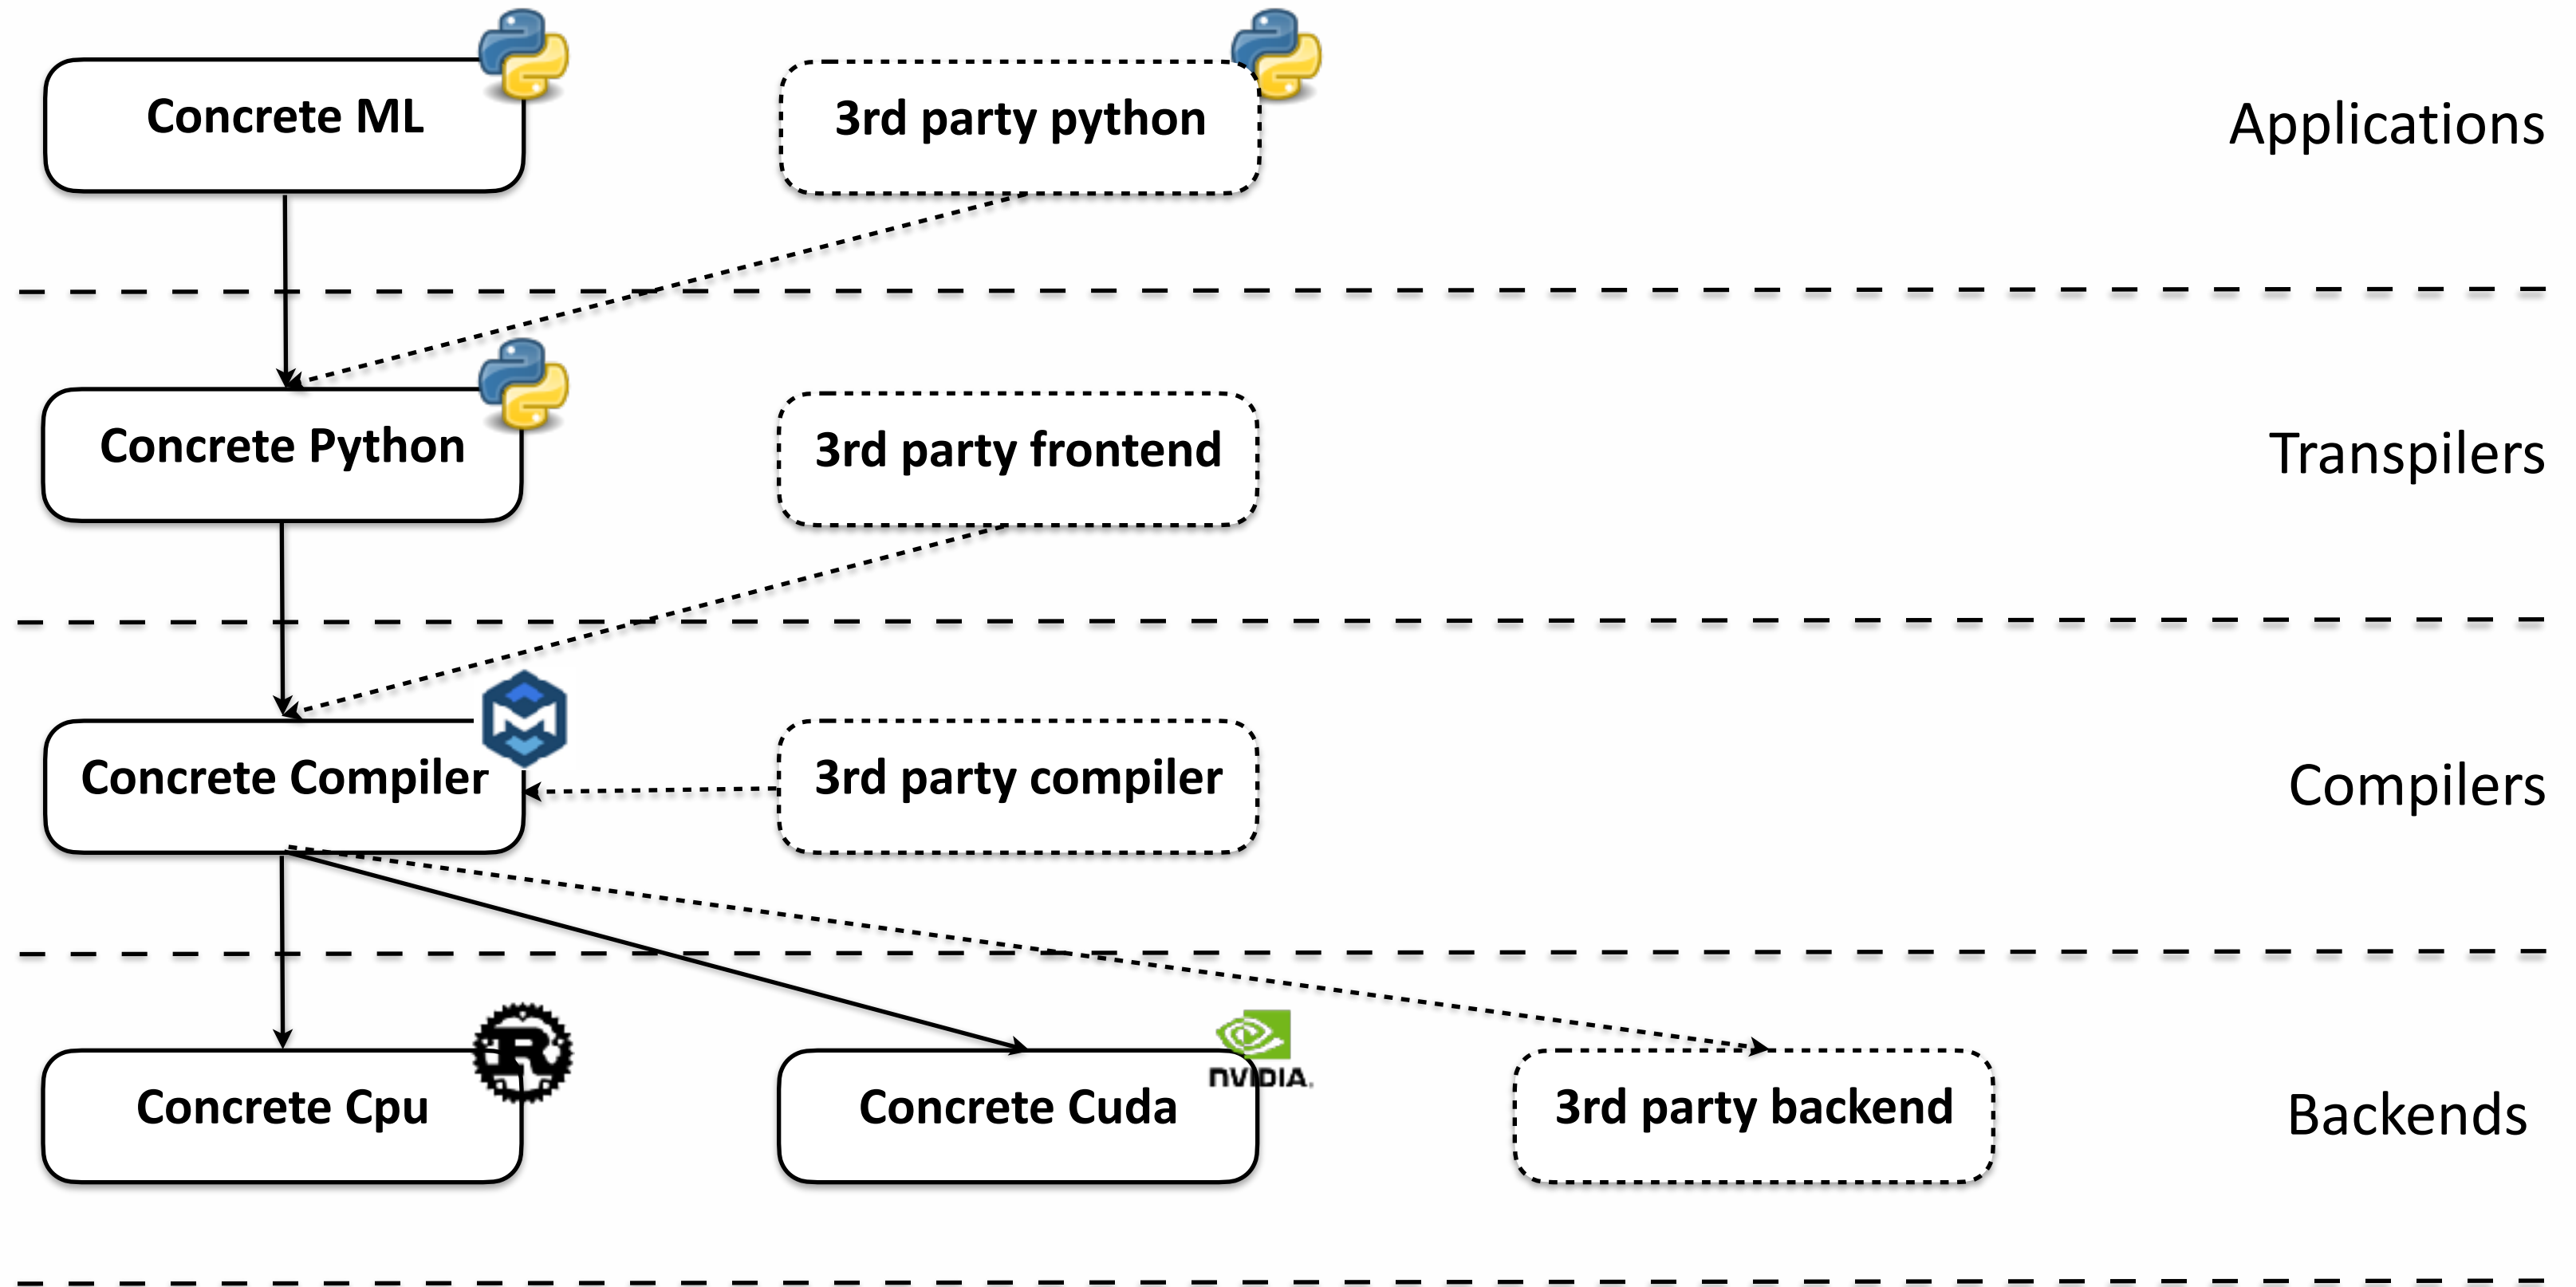 Concrete ML
3rd party python
Applications
Concrete Python
3rd party frontend
Transpilers
Concrete Compiler
3rd party compiler
Compilers
R
NVIDIA.
Concrete Cpu
Concrete Cuda
3rd party backend
Backends